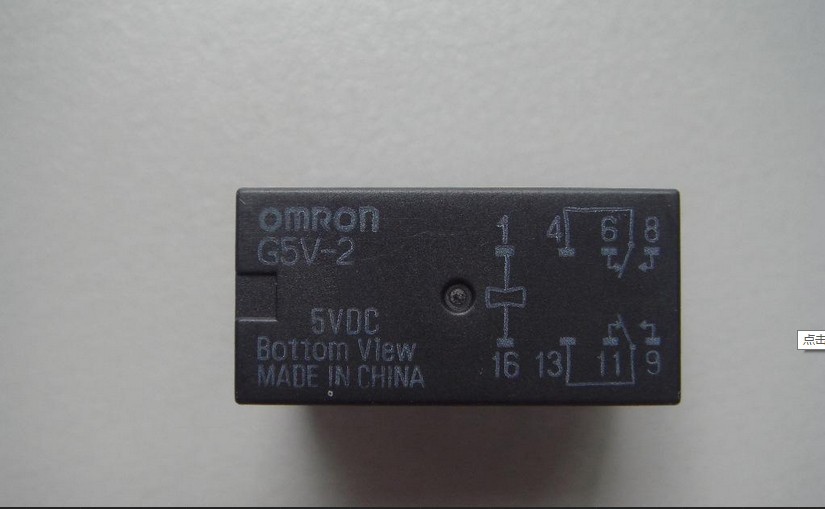 omron
G5V-2
5VDC
Bottom View
MADE IN CHINA
1 4 6 8
16 13 11 9
点击